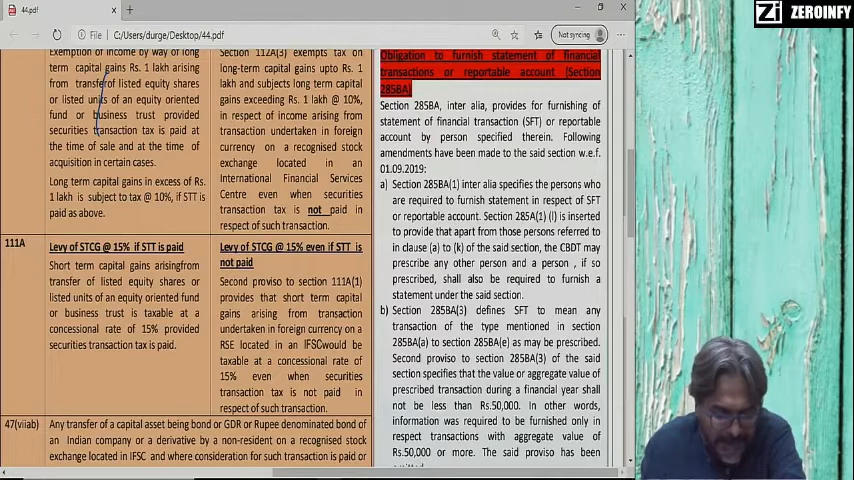 44.pdf
File | C:/Users/durge/Desktop/44.pdf
Not syncing
ZEROINFY
Exemption of income by way of long
term capital gains Rs. 1 lakh arising
from transferof listed equity shares
or listed units of an equity oriented
fund or business trust provided
securities transaction tax is paid at
the time of sale and at the time of
acquisition in certain cases.
Long term capital gains in excess of Rs.
1 lakh is subject to tax @ 10%, if STT is
paid as above.
Section 112A(3) exempts tax on
long-term capital gains upto Rs. 1
lakh and subjects long term capital
gains exceeding Rs. 1 lakh @ 10%,
in respect of income arising from
transaction undertaken in foreign
currency on a recognised stock
exchange located in an
International Financial Services
Centre even when securities
transaction tax is not paid in
respect of such transaction.
111A
Levy of STCG @ 15% if STT is paid
Short term capital gains arisingfrom
transfer of listed equity shares or
listed units of an equity oriented fund
or business trust is taxable at a
concessional rate of 15% provided
securities transaction tax is paid.
Levy of STCG @ 15% even if STT is
not paid
Second proviso to section 111A(1)
provides that short term capital
gains arising from transaction
undertaken in foreign currency on a
RSE located in an IFSCwould be
taxable at a concessional rate of
15% even when securities
transaction tax is not paid in
respect of such transaction.
47(viiab)
Any transfer of a capital asset being bond or GDR or Rupee denominated bond of
an Indian company or a derivative by a non-resident on a recognised stock
exchange located in IFSC and where consideration for such transaction is paid or
Obligation to furnish statement of financial
transactions or reportable account (Section
285BA)
Section 285BA, inter alia, provides for furnishing of
statement of financial transaction (SFT) or reportable
account by person specified therein. Following
amendments have been made to the said section w.e.f.
01.09.2019:
a) Section 285BA(1) inter alia specifies the persons who
are required to furnish statement in respect of SFT
or reportable account. Section 285A(1) (l) is inserted
to provide that apart from those persons referred to
in clause (a) to (k) of the said section, the CBDT may
prescribe any other person and a person , if so
prescribed, shall also be required to furnish a
statement under the said section.
b) Section 285BA(3) defines SFT to mean any
transaction of the type mentioned in section
285BA(a) to section 285BA(e) as may be prescribed.
Second proviso to section 285BA(3) of the said
section specifies that the value or aggregate value of
prescribed transaction during a financial year shall
not be less than Rs.50,000. In other words,
information was required to be furnished only in
respect transactions with aggregate value of
Rs.50,000 or more. The said proviso has been